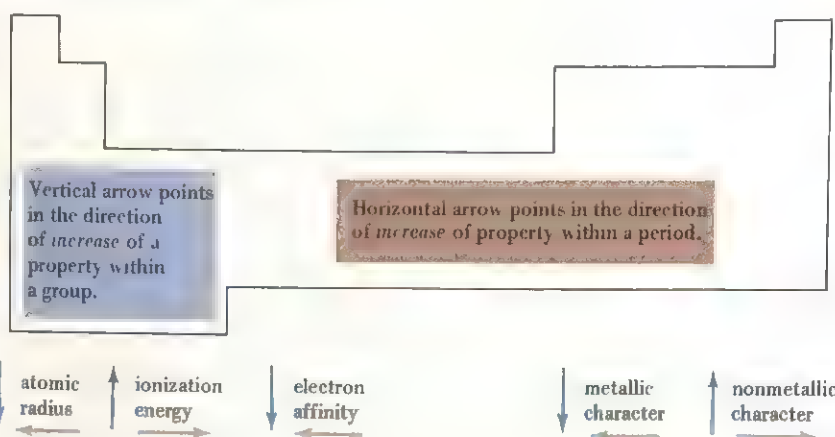 Vertical arrow points
in the direction
of increase of a
property within
a group.
Horizontal arrow points in the direction
of increase of property within a period.
atomic
radius
ionization
energy
electron
affinity
metallic
character
nonmetallic
character